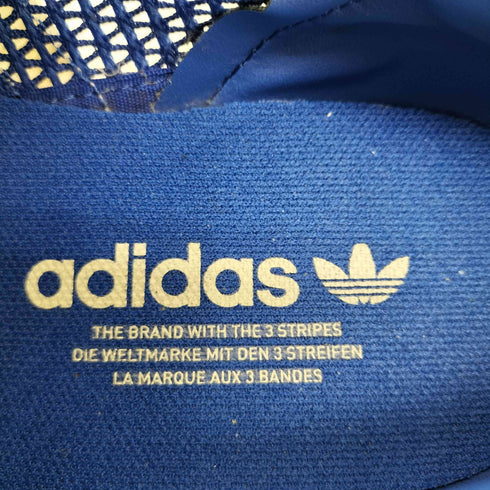 adidas
THE BRAND WITH THE 3 STRIPES
DIE WELTMARKE MIT DEN 3 STREIFEN
LA MARQUE AUX 3 BANDES